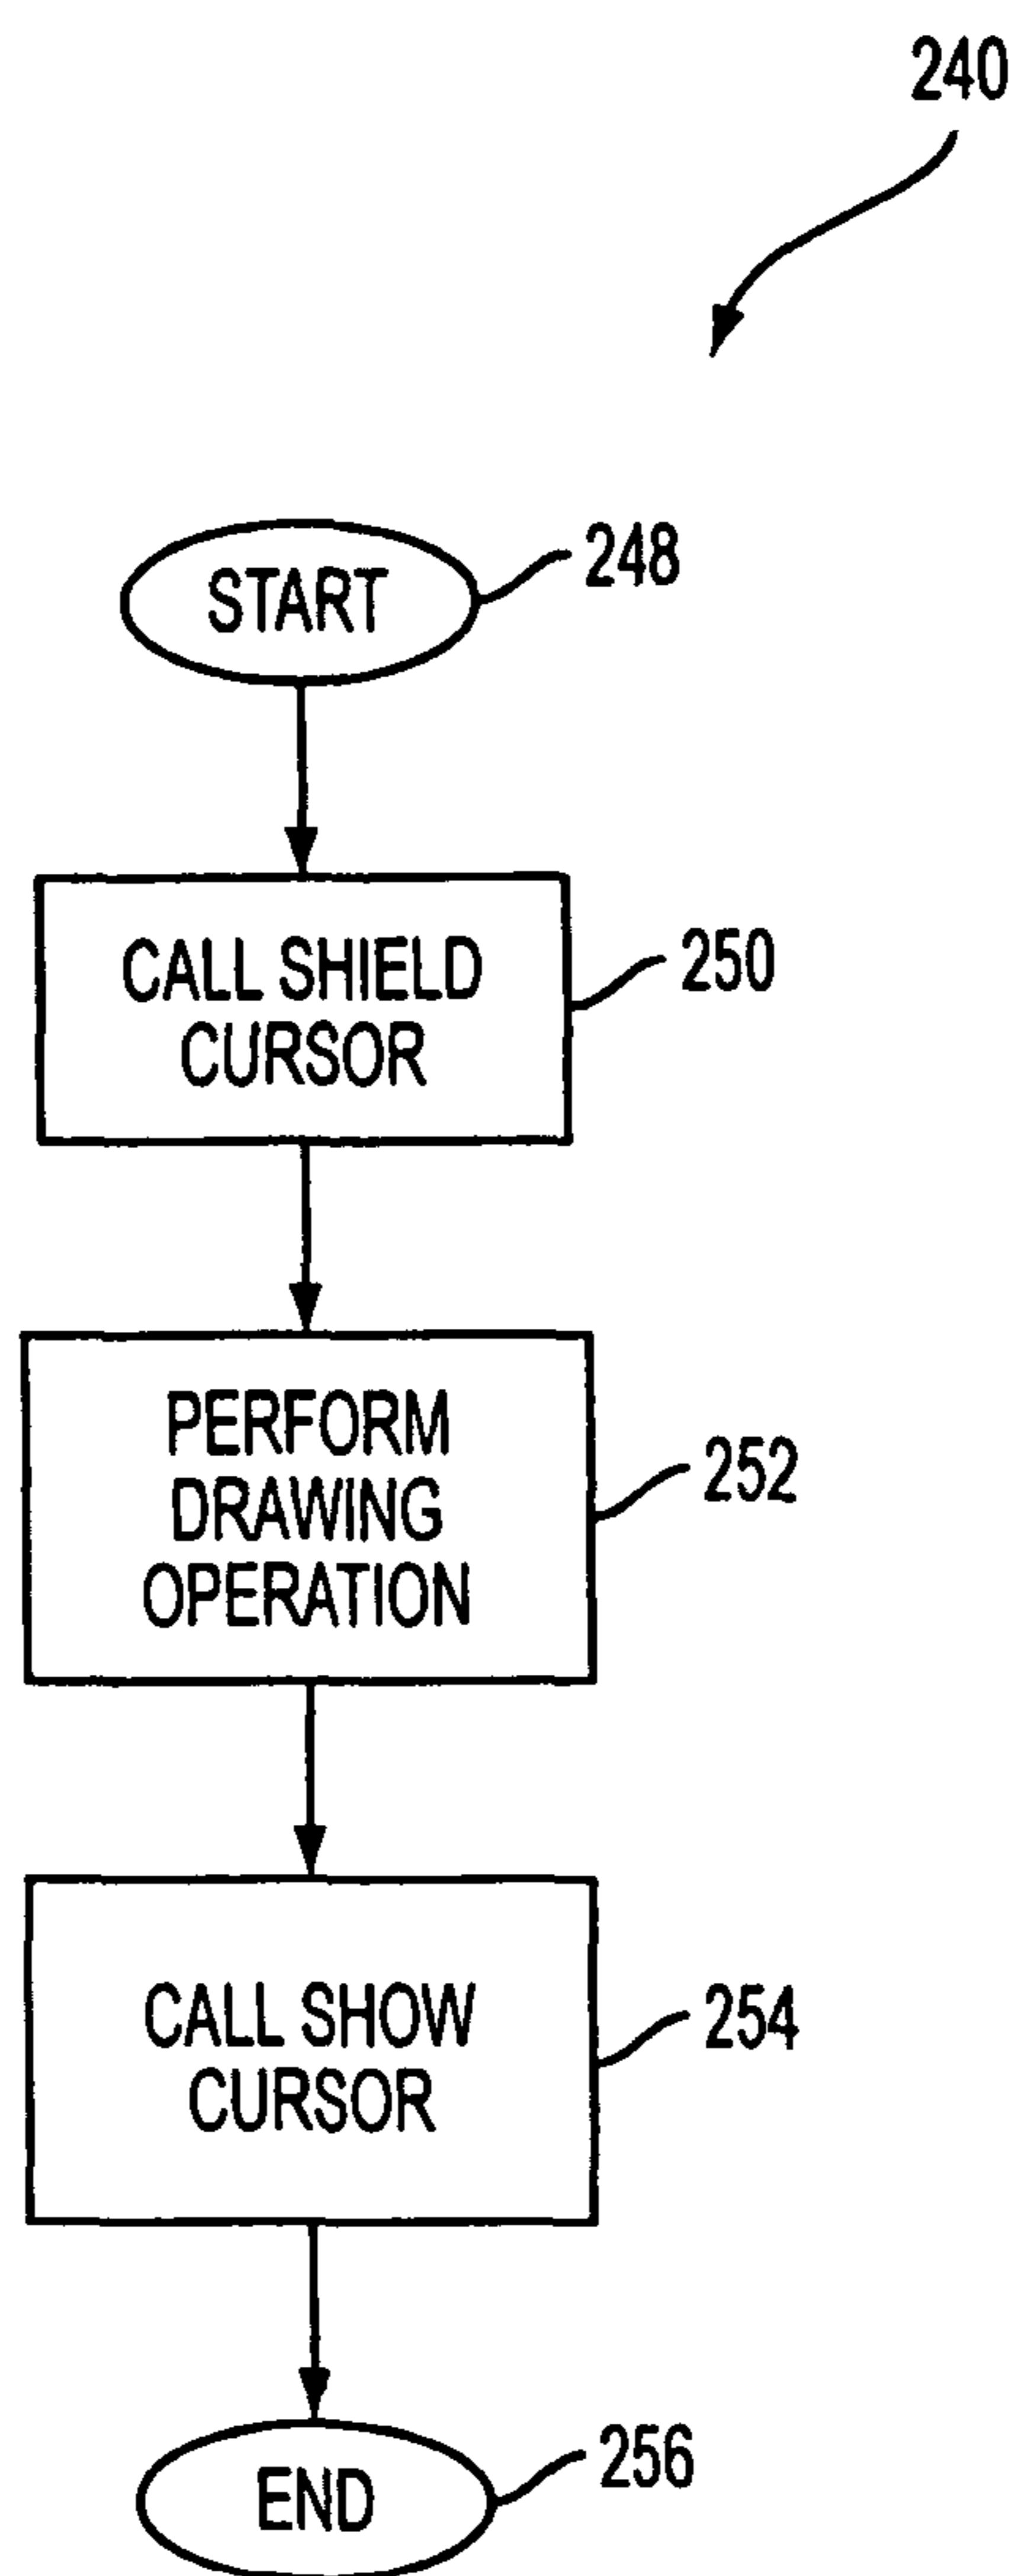 240
START
248
CALL SHIELD
CURSOR
250
PERFORM
DRAWING
OPERATION
252
CALL SHOW
CURSOR
254
END
256